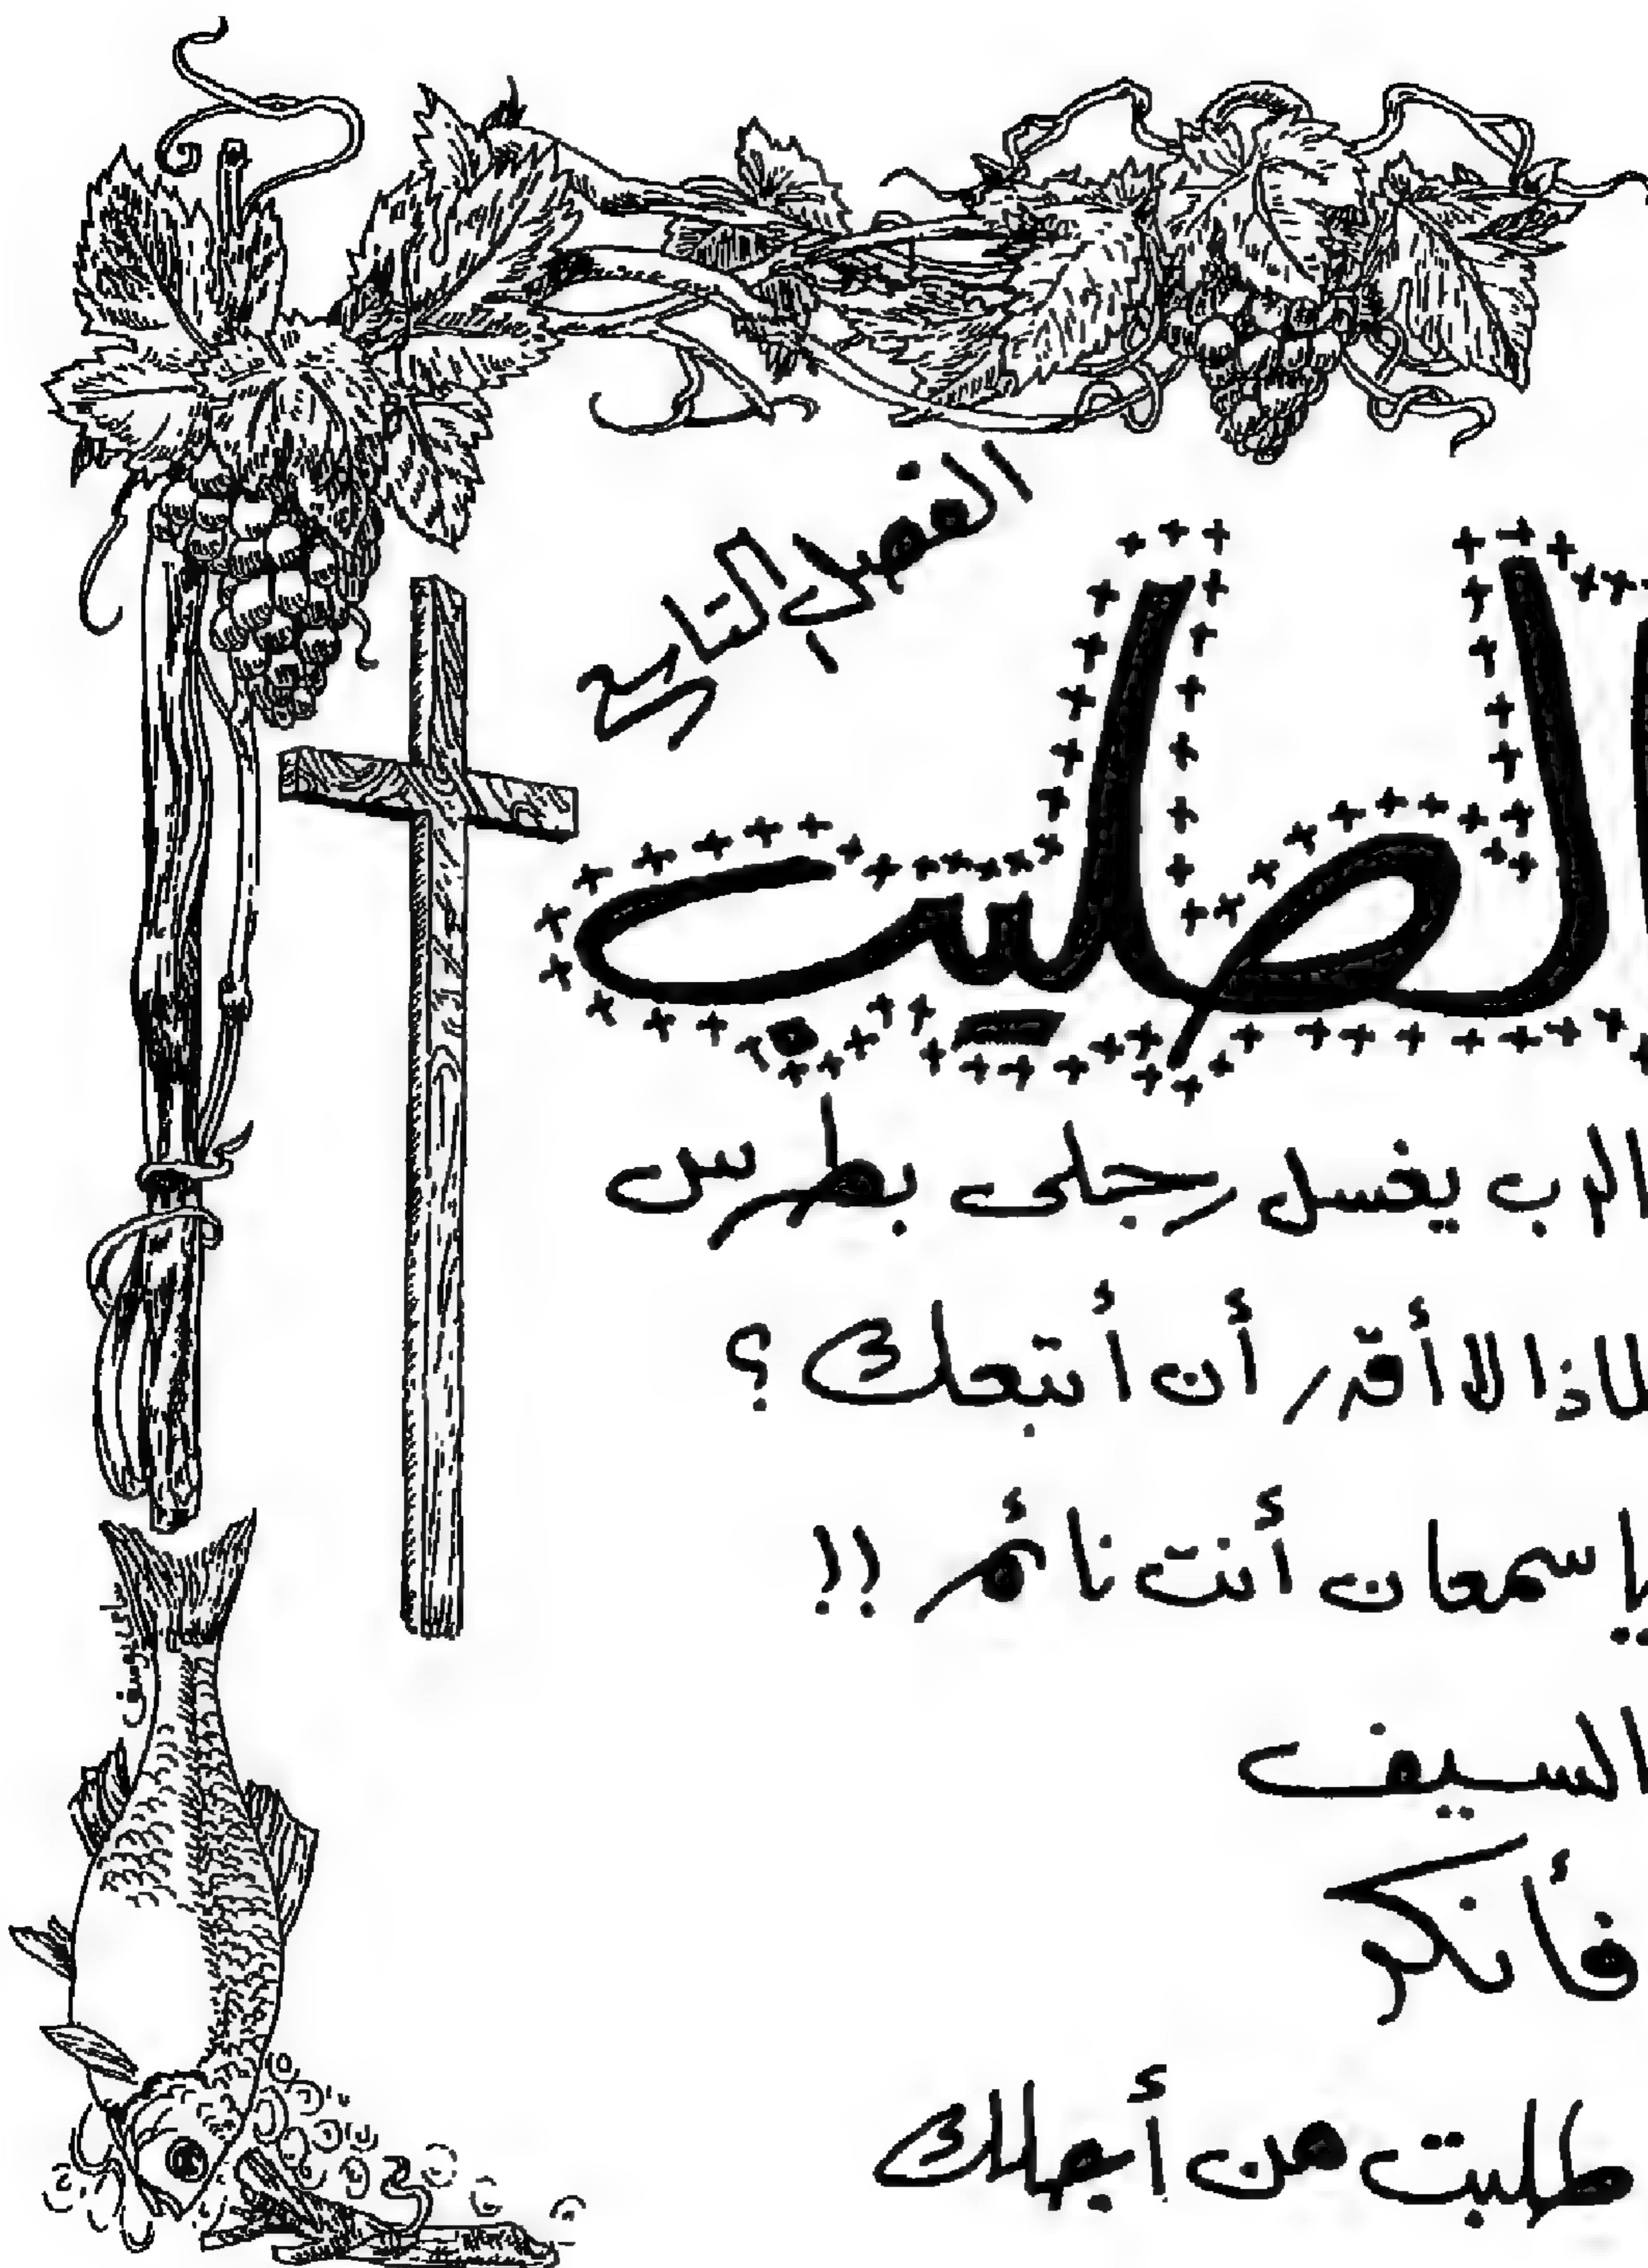 الفصل التاسع
الصليب
الرب يغسل رجلى بطرس
لماذا لا أقدر أن أتبعك ؟
يا سمعان أنت نائم !!
السيف
فأنكر
طلبت من أجلك